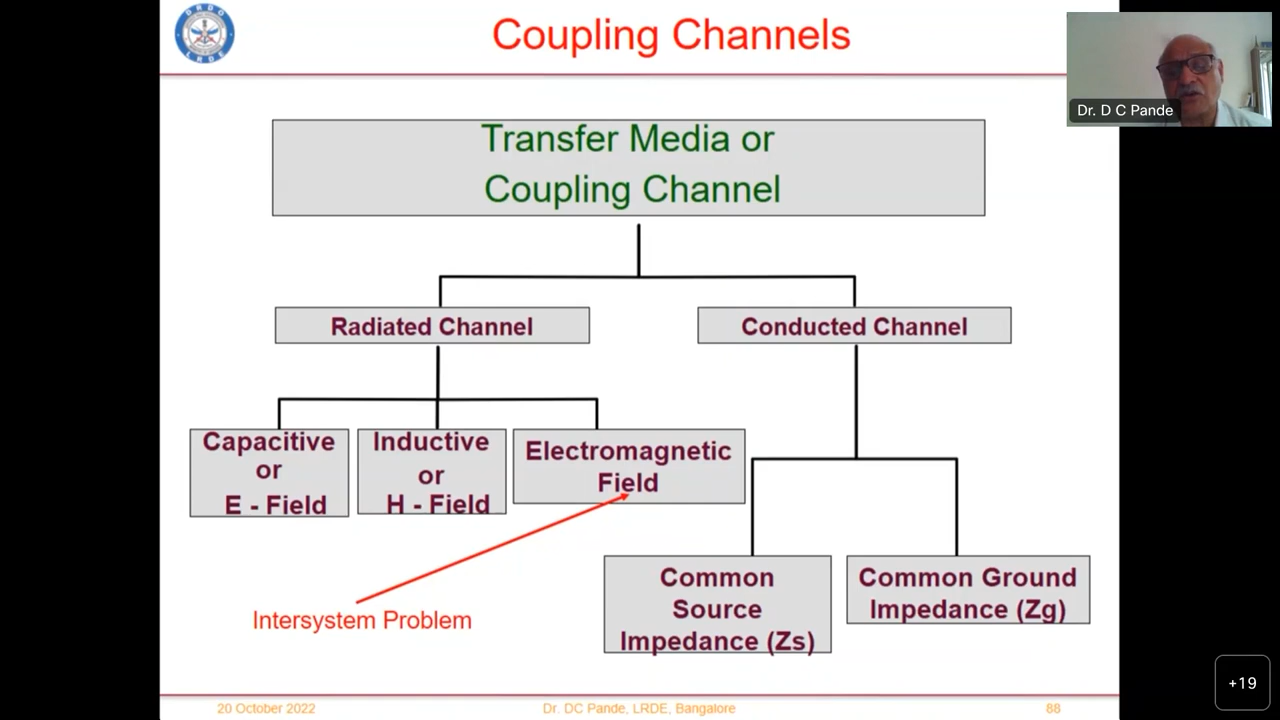 Coupling Channels
DRDO
LRDE
Dr. D C Pande
Transfer Media or
Coupling Channel
Radiated Channel
Conducted Channel
Capacitive
or
E - Field
Inductive
or
H - Field
Electromagnetic
Field
Intersystem Problem
Common
Source
Impedance (Zs)
Common Ground
Impedance (Zg)
20 October 2022
Dr. DC Pande, LRDE, Bangalore
88
+19